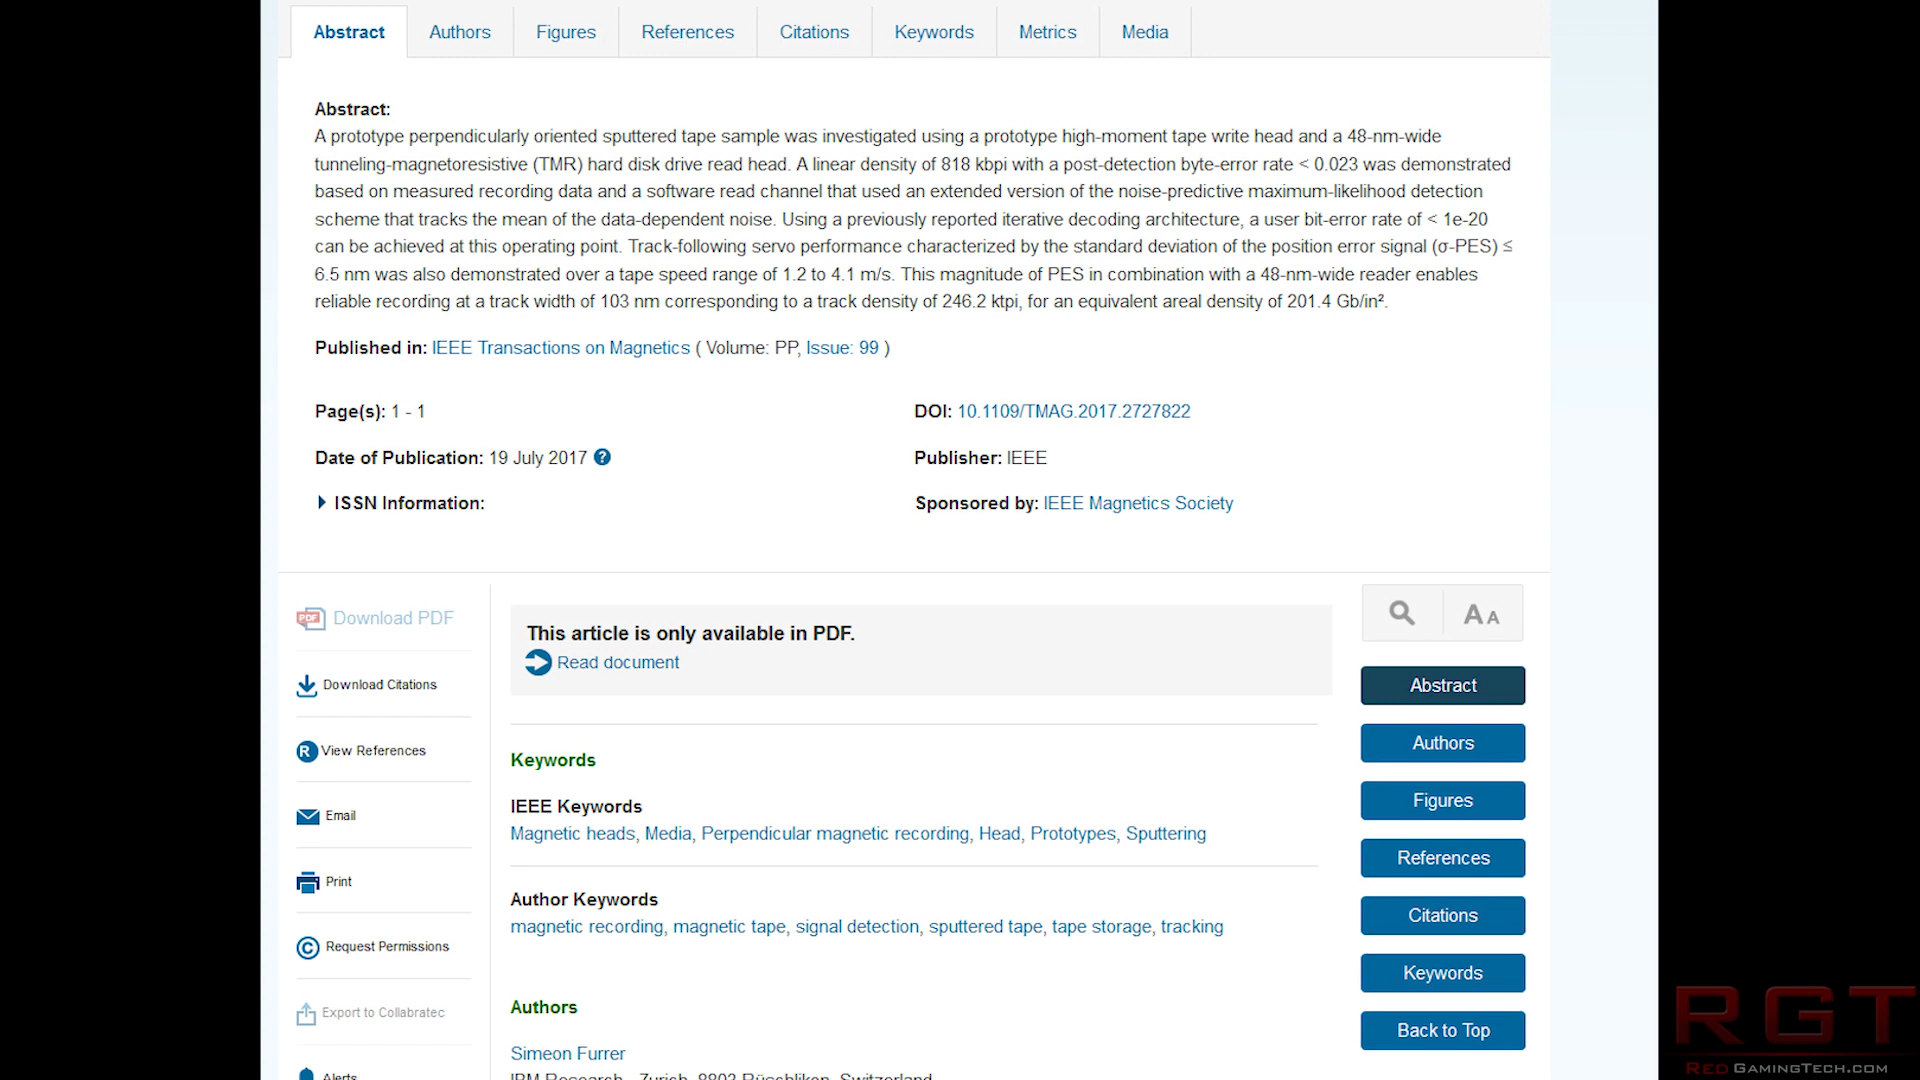 Abstract Authors Figures References Citations Keywords Metrics Media
Abstract:
A prototype perpendicularly oriented sputtered tape sample was investigated using a prototype high-moment tape write head and a 48-nm-wide
tunneling-magnetoresistive (TMR) hard disk drive read head. A linear density of 818 kbpi with a post-detection byte-error rate < 0.023 was demonstrated
based on measured recording data and a software read channel that used an extended version of the noise-predictive maximum-likelihood detection
scheme that tracks the mean of the data-dependent noise. Using a previously reported iterative decoding architecture, a user bit-error rate of < 1e-20
can be achieved at this operating point. Track-following servo performance characterized by the standard deviation of the position error signal (σ-PES) ≤
6.5 nm was also demonstrated over a tape speed range of 1.2 to 4.1 m/s. This magnitude of PES in combination with a 48-nm-wide reader enables
reliable recording at a track width of 103 nm corresponding to a track density of 246.2 ktpi, for an equivalent areal density of 201.4 Gb/in².
Published in: IEEE Transactions on Magnetics ( Volume: PP, Issue: 99 )
Page(s): 1 - 1
DOI: 10.1109/TMAG.2017.2727822
Date of Publication: 19 July 2017 ?
Publisher: IEEE
ISSN Information:
Sponsored by: IEEE Magnetics Society
PDF Download PDF
Download Citations
R View References
Email
Print
C Request Permissions
Export to Collabratec
Alerts
This article is only available in PDF.
Read document
Keywords
IEEE Keywords
Magnetic heads, Media, Perpendicular magnetic recording, Head, Prototypes, Sputtering
Author Keywords
magnetic recording, magnetic tape, signal detection, sputtered tape, tape storage, tracking
Authors
Simeon Furrer
IBM Research - Zurich, 8803 Rüschlikon, Switzerland
A A
Abstract
Authors
Figures
References
Citations
Keywords
Back to Top
RGT
REDGAMINGTECH.COM